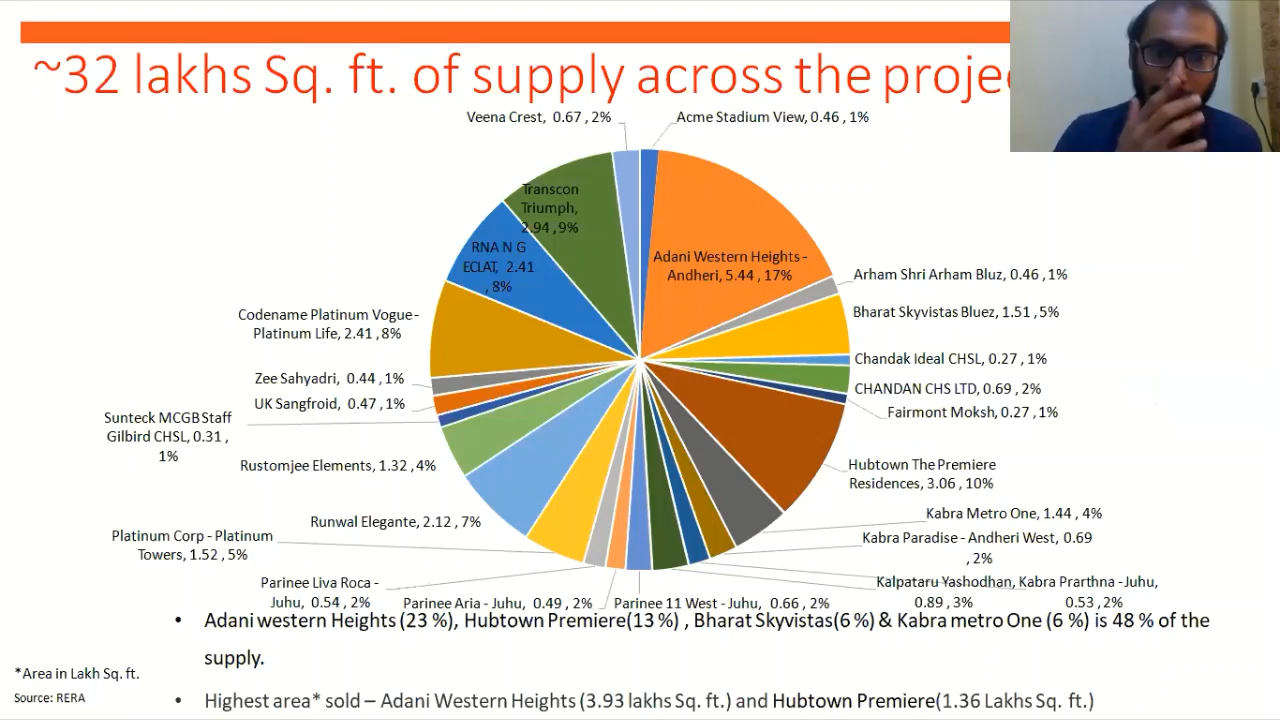 ~32 lakhs Sq. ft. of supply across the
Veena Crest, 0.67 , 2%
Acme Stadium View, 0.46 , 1%
Transcon
Triumph,
2.94 , 9%
RNA N G
ECLAT, 2.41
, 8%
Adani Western Heights -
Andheri, 5.44 , 17%
Arham Shri Arham Bluz, 0.46 , 1%
Bharat Skyvistas Bluez, 1.51 , 5%
Codename Platinum Vogue -
Platinum Life, 2.41 , 8%
Chandak Ideal CHSL, 0.27 , 1%
Zee Sahyadri, 0.44 , 1%
CHANDAN CHS LTD, 0.69 , 2%
UK Sangfroid, 0.47 , 1%
Fairmont Moksh, 0.27 , 1%
Sunteck MCGB Staff
Gilbird CHSL, 0.31 ,
1%
Rustomjee Elements, 1.32 , 4%
Hubtown The Premiere
Residences, 3.06 , 10%
Runwal Elegante, 2.12 , 7%
Kabra Metro One, 1.44 , 4%
Platinum Corp - Platinum
Towers, 1.52 , 5%
Kabra Paradise - Andheri West, 0.69
, 2%
Parinee Liva Roca -
Juhu, 0.54 , 2%
Parinee Aria - Juhu, 0.49 , 2%
Parinee 11 West - Juhu, 0.66 , 2%
Kalpataru Yashodhan,
0.89 , 3%
Kabra Prarthna - Juhu,
0.53 , 2%
• Adani western Heights (23 %), Hubtown Premiere(13 %) , Bharat Skyvistas(6 %) & Kabra metro One (6 %) is 48 % of the
supply.
*Area in Lakh Sq. ft.
Source: RERA
• Highest area* sold – Adani Western Heights (3.93 lakhs Sq. ft.) and Hubtown Premiere(1.36 Lakhs Sq. ft.)